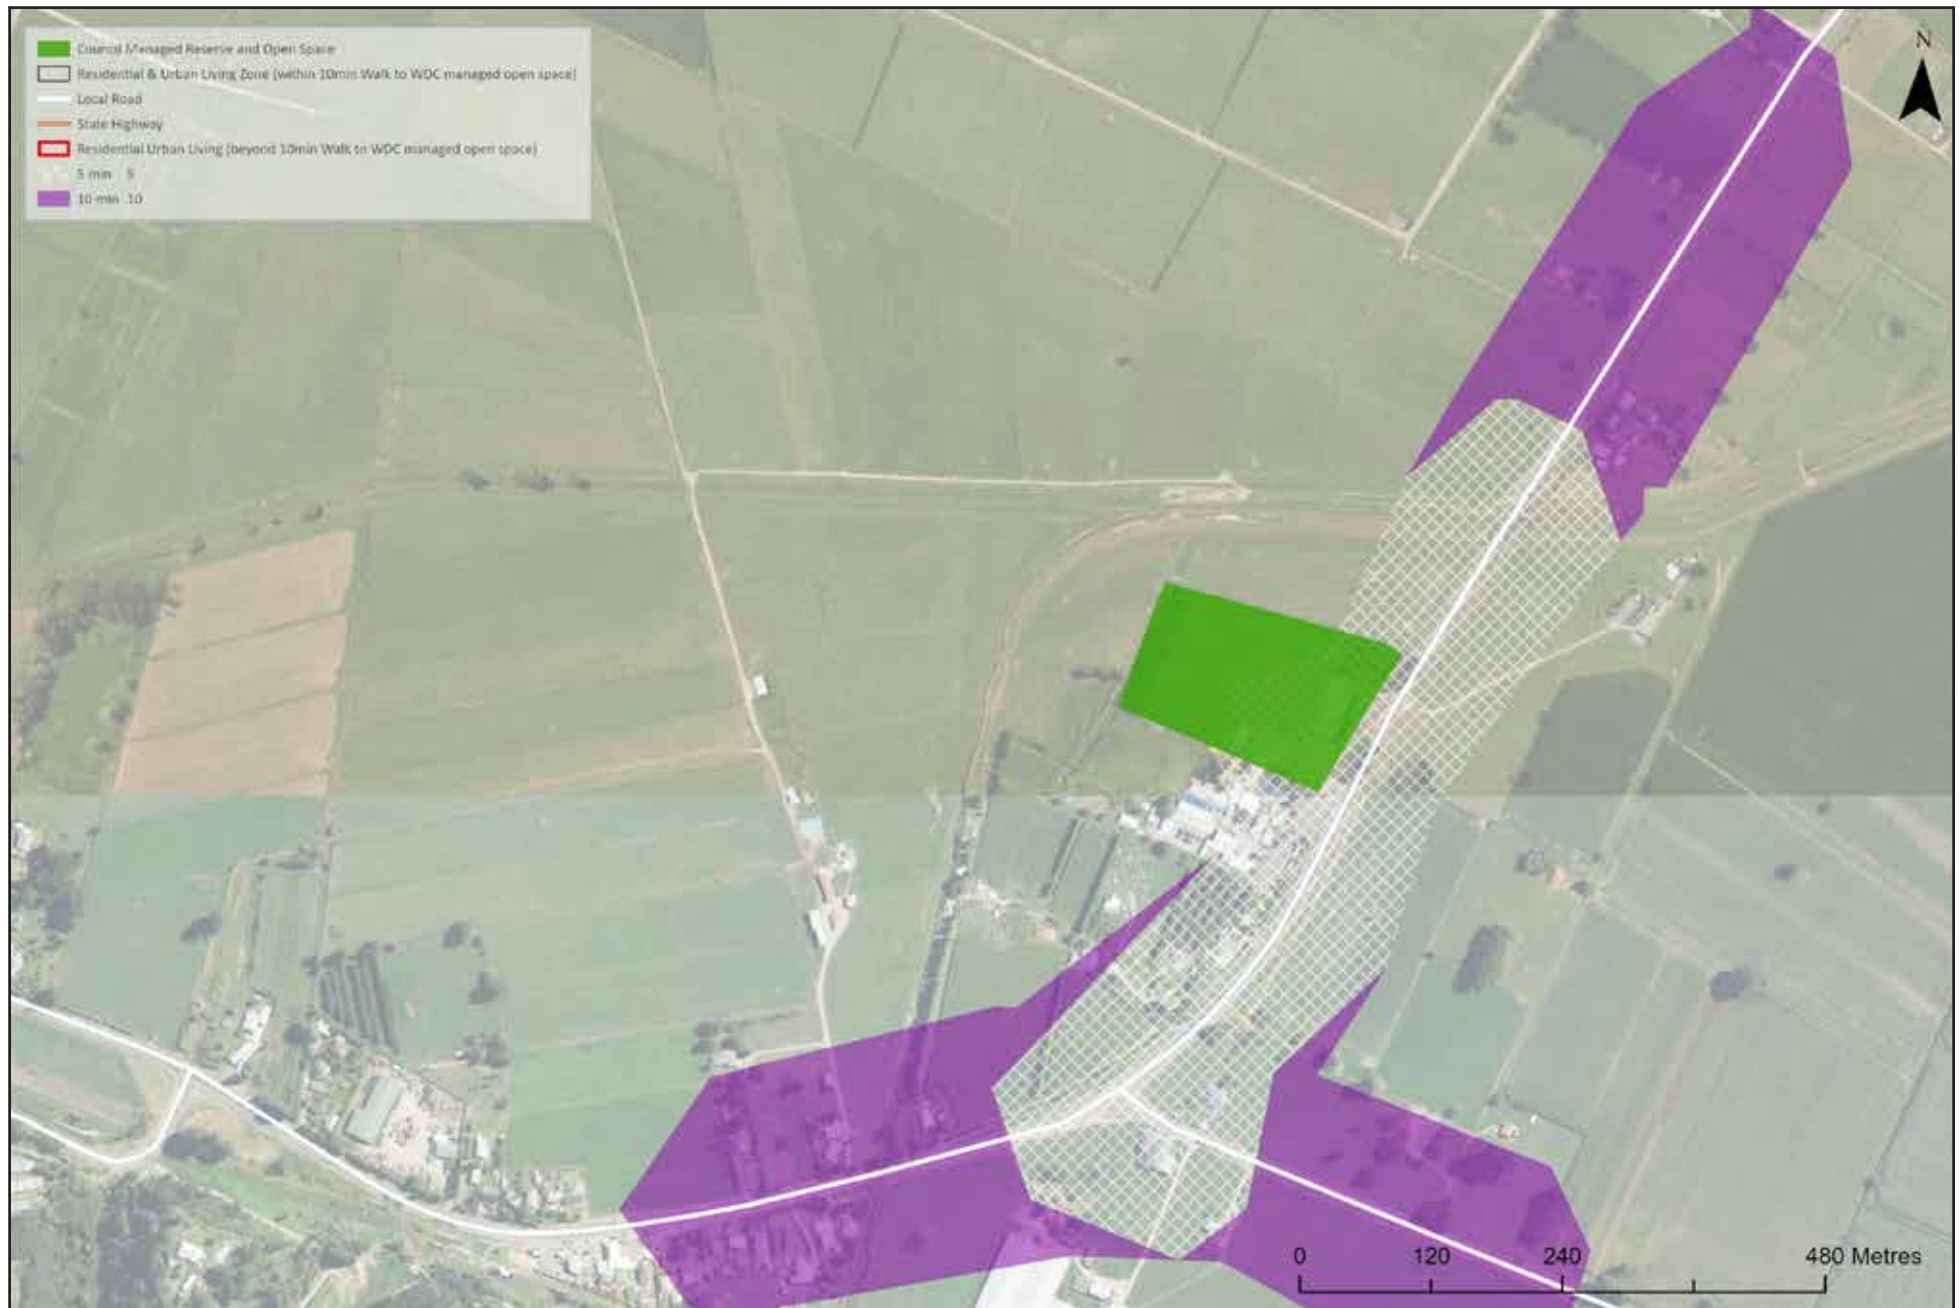 Council Managed Reserve and Open Space
Residential & Urban Living Zone (within 10min Walk to WDC managed open space)
Local Road
State Highway
Residential Urban Living (beyond 10min Walk to WDC managed open space)
5 min 5
10 min 10
N
0 120 240 480 Metres